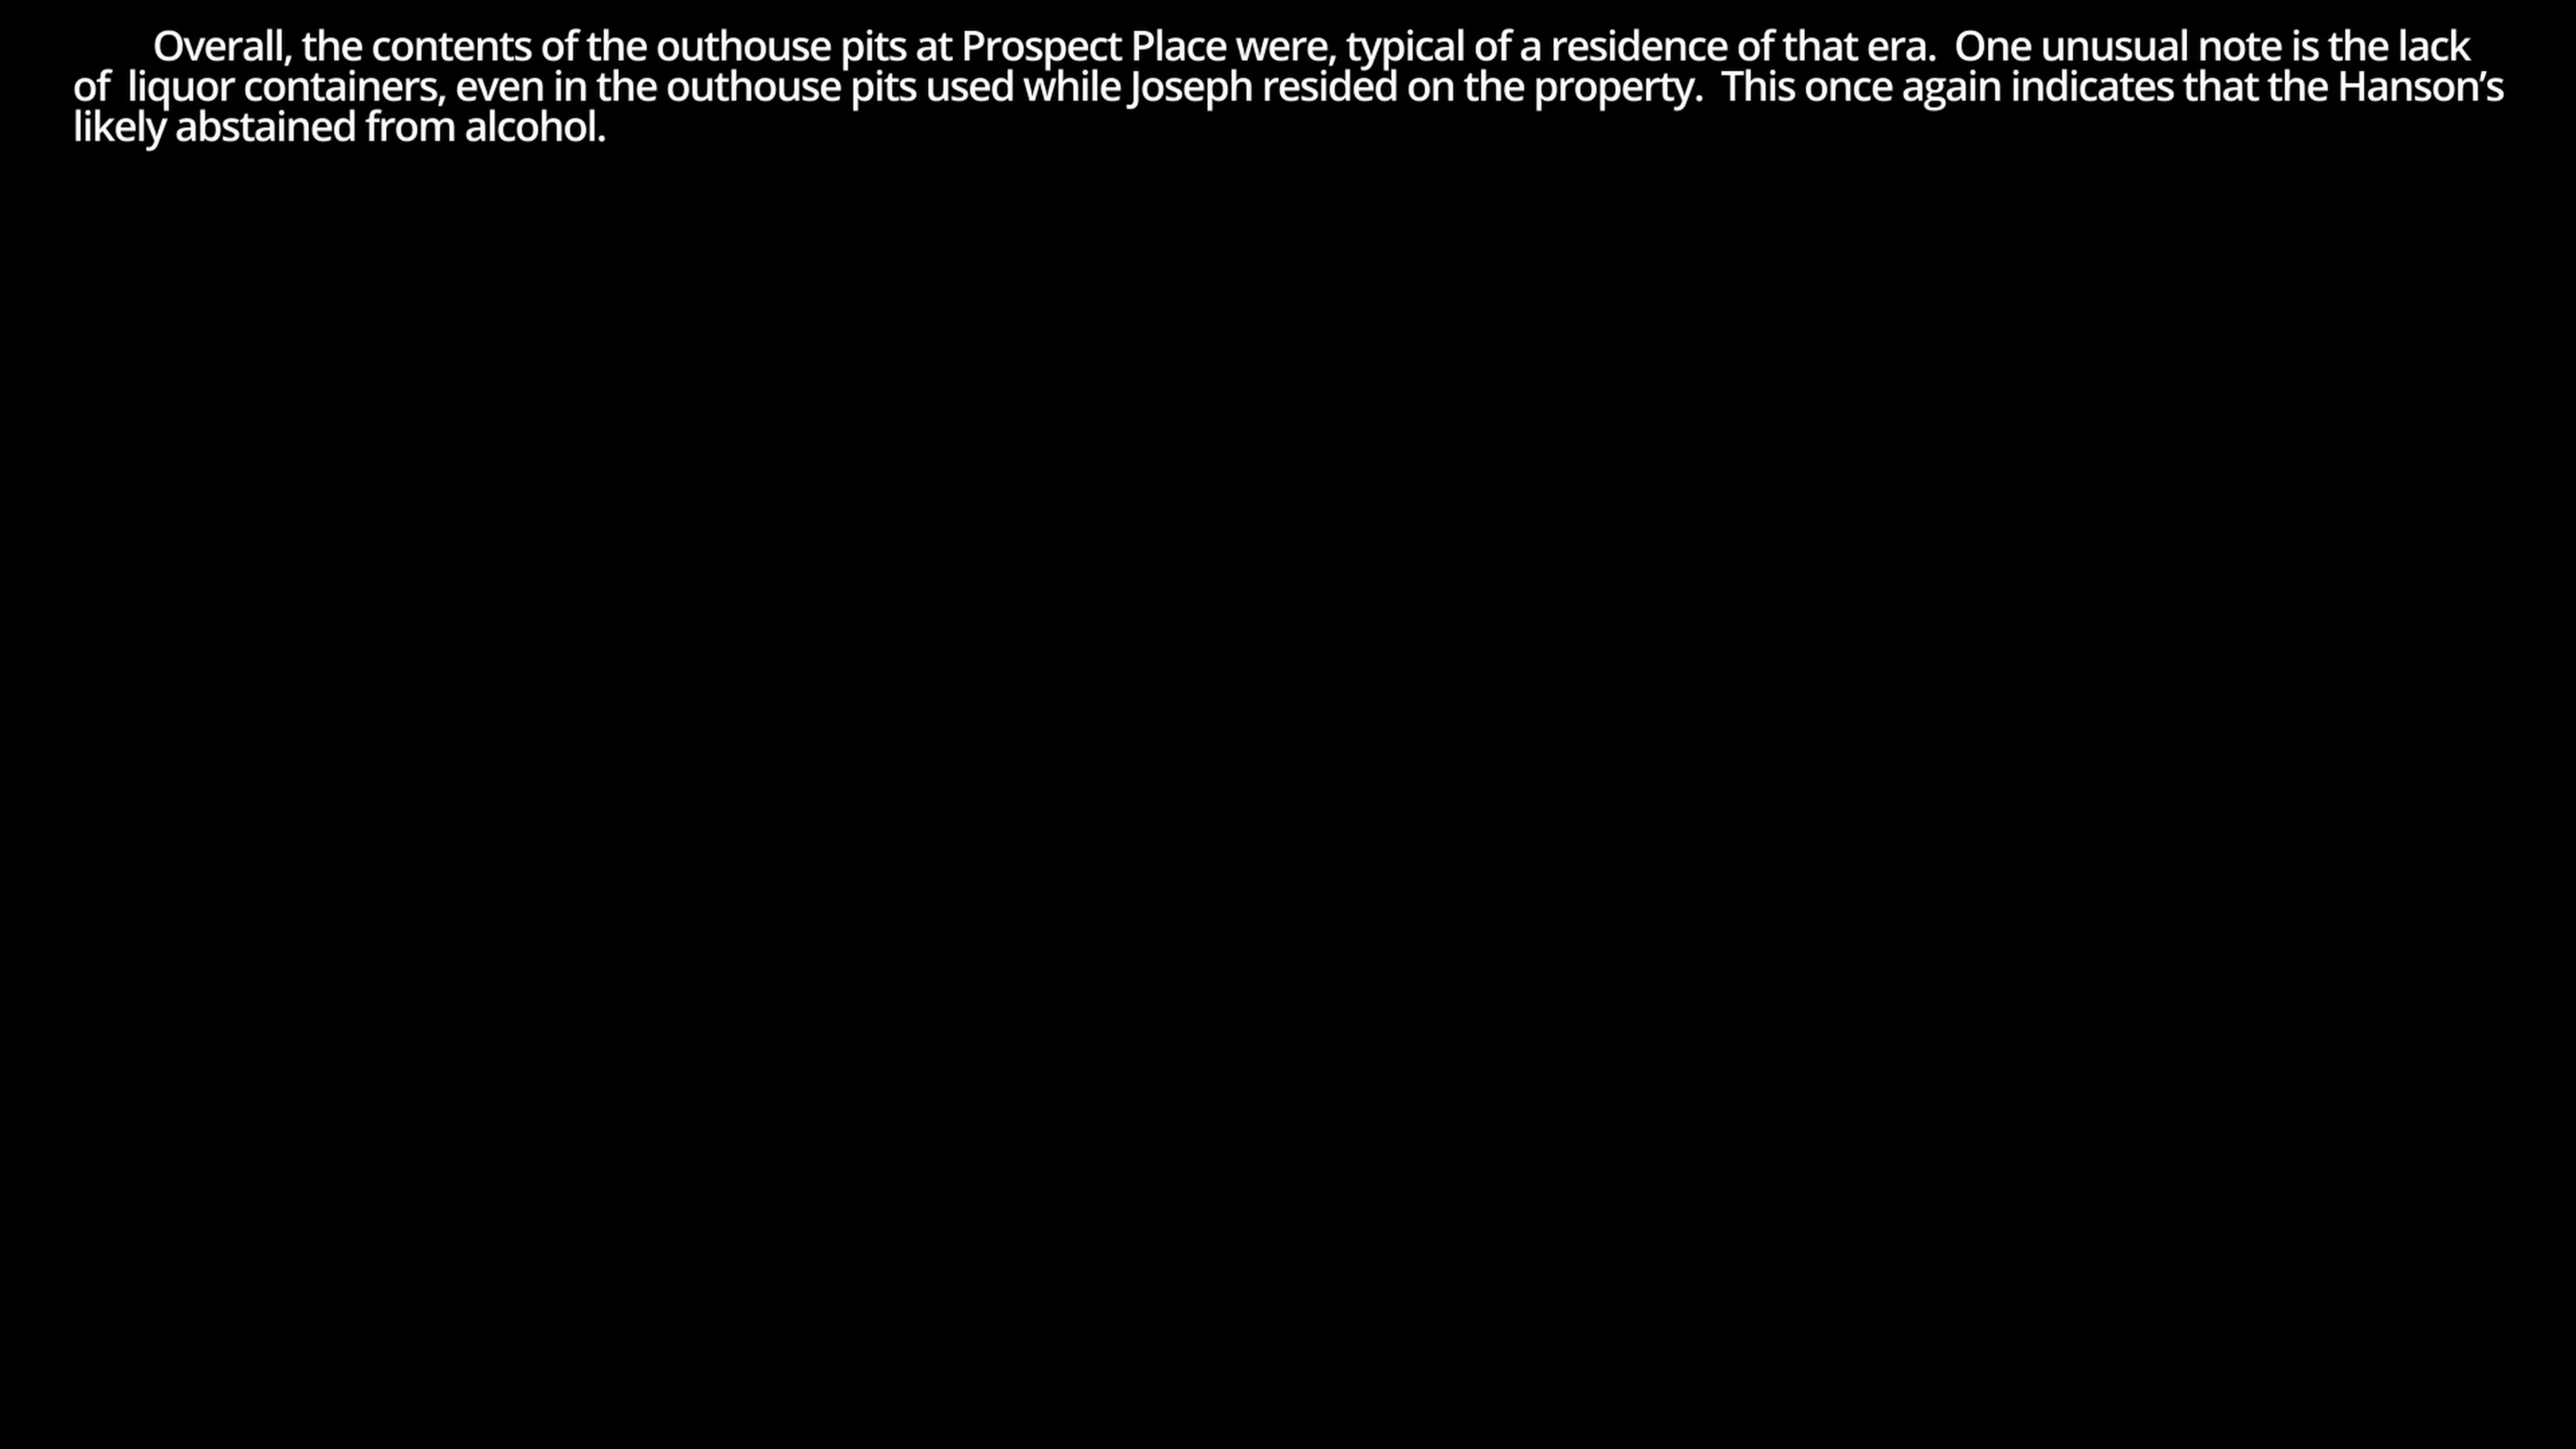 Overall, the contents of the outhouse pits at Prospect Place were, typical of a residence of that era.  One unusual note is the lack
of  liquor containers, even in the outhouse pits used while Joseph resided on the property.  This once again indicates that the Hanson’s
likely abstained from alcohol.